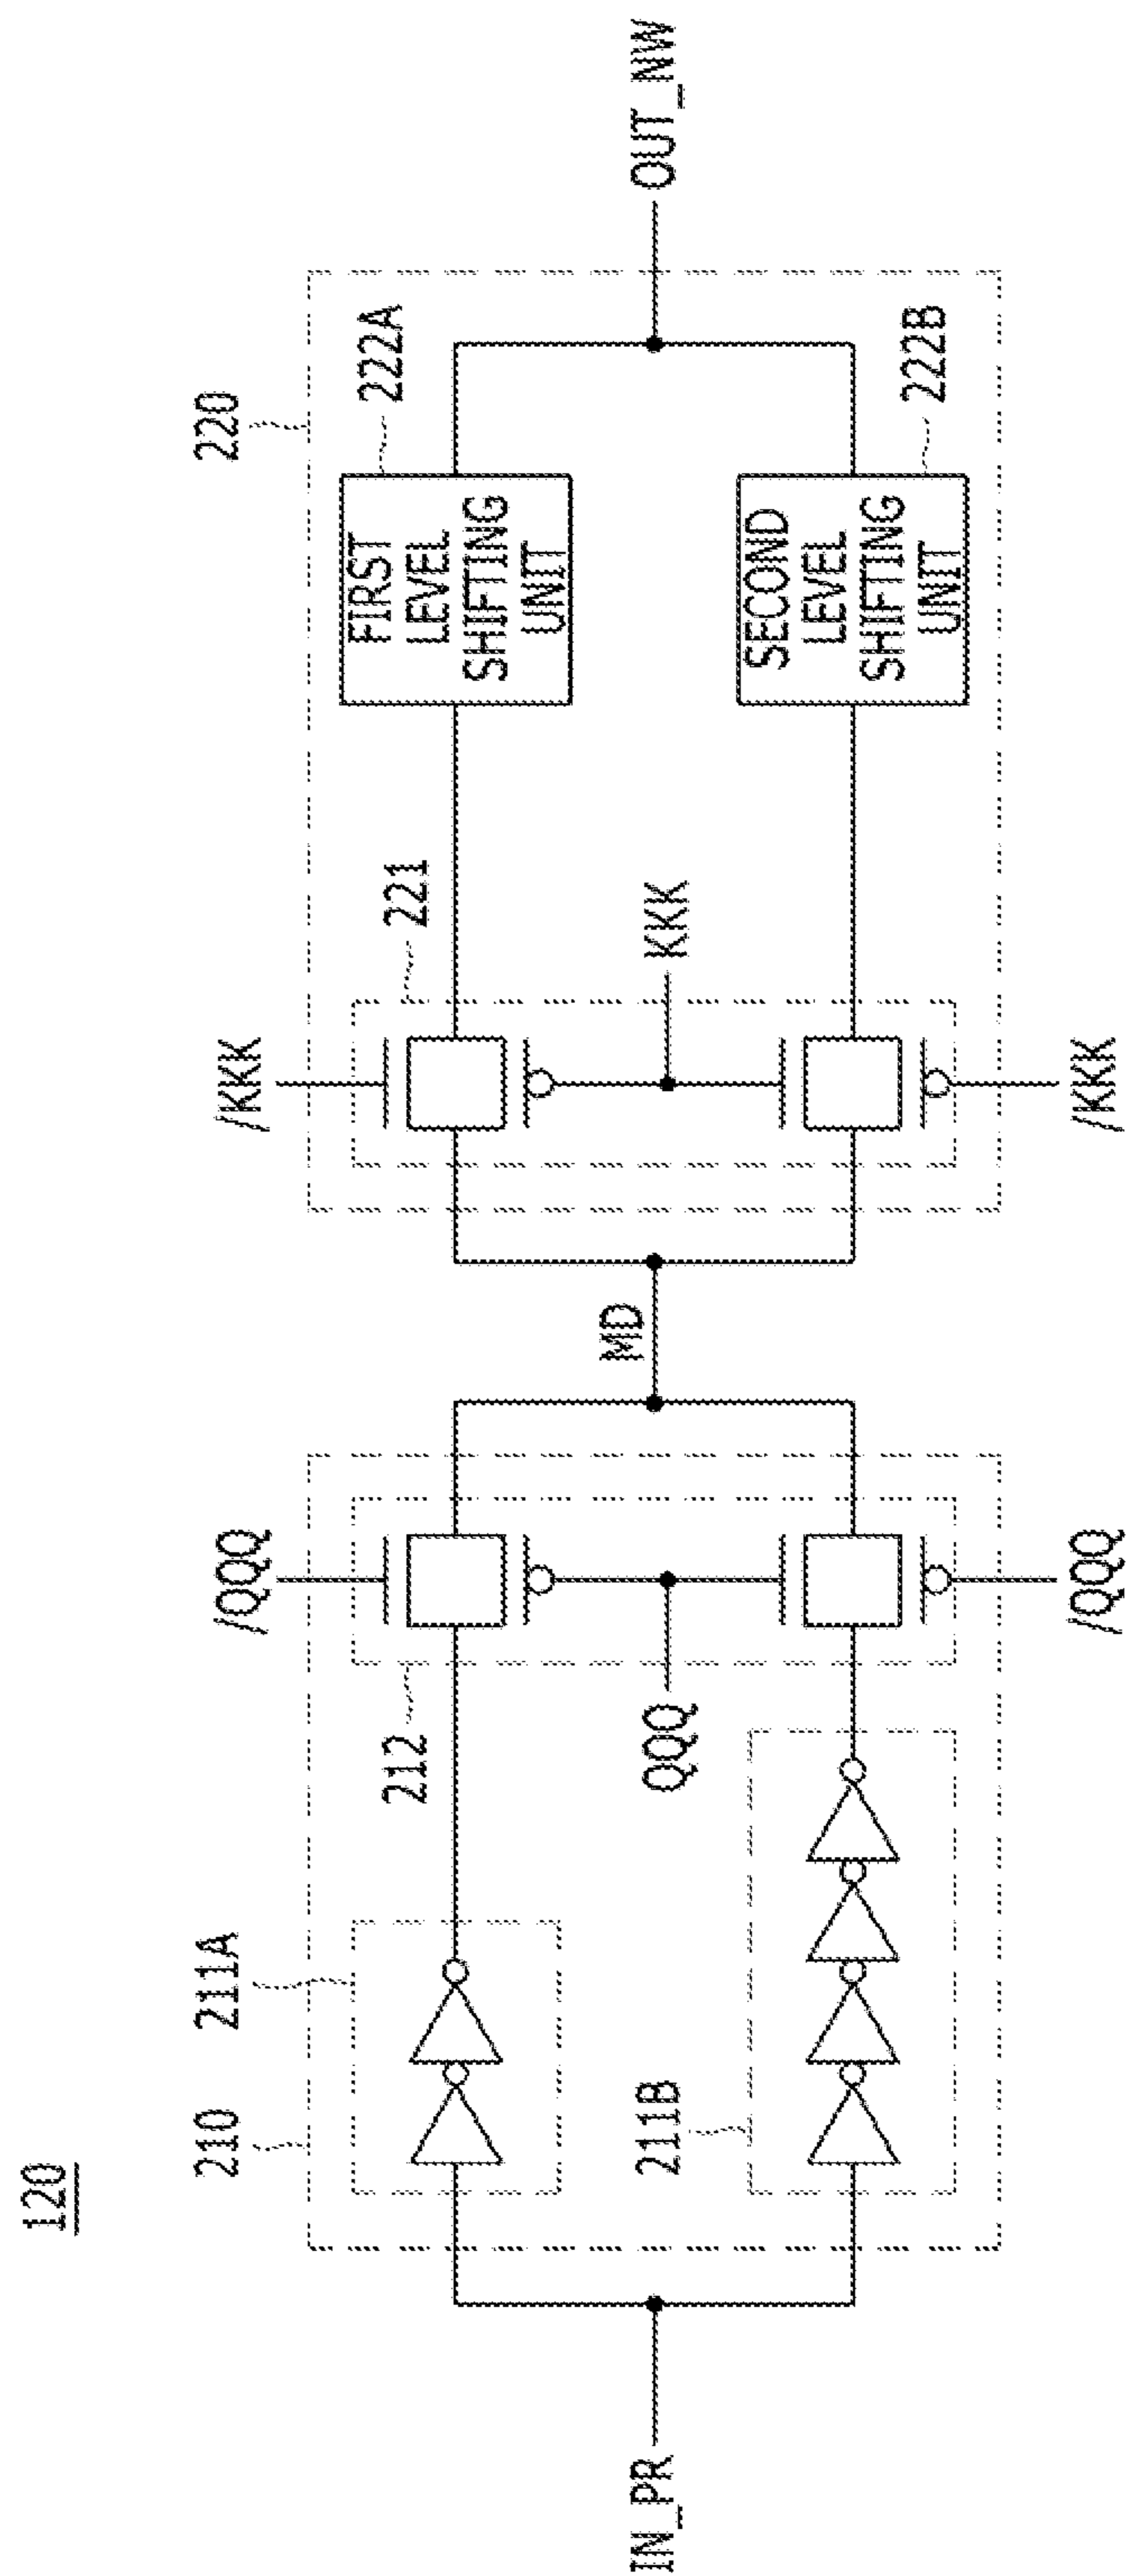 120
210
211A
212
/QQQ
/KKK
221
220
222A
FIRST
LEVEL
SHIFTING
UNIT
IN_PR
MD
OUT_NW
211B
QQQ
KKK
SECOND
LEVEL
SHIFTING
UNIT
222B
/QQQ
/KKK